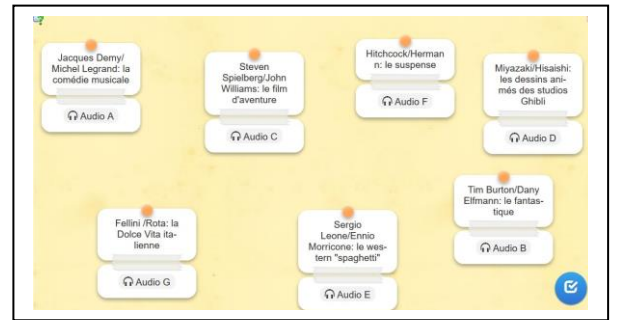 Jacques Demy/
Michel Legrand: la
comédie musicale
Audio A
Steven
Spielberg/John
Williams: le film
d'aventure
Audio C
Hitchcock/Herman
n: le suspense
Audio F
Miyazaki/Hisaishi:
les dessins ani-
més des studios
Ghibli
Audio D
Fellini /Rota: la
Dolce Vita ita-
lienne
Audio G
Sergio
Leone/Ennio
Morricone: le wes-
tern "spaghetti"
Audio E
Tim Burton/Dany
Elfmann: le fantas-
tique
Audio B